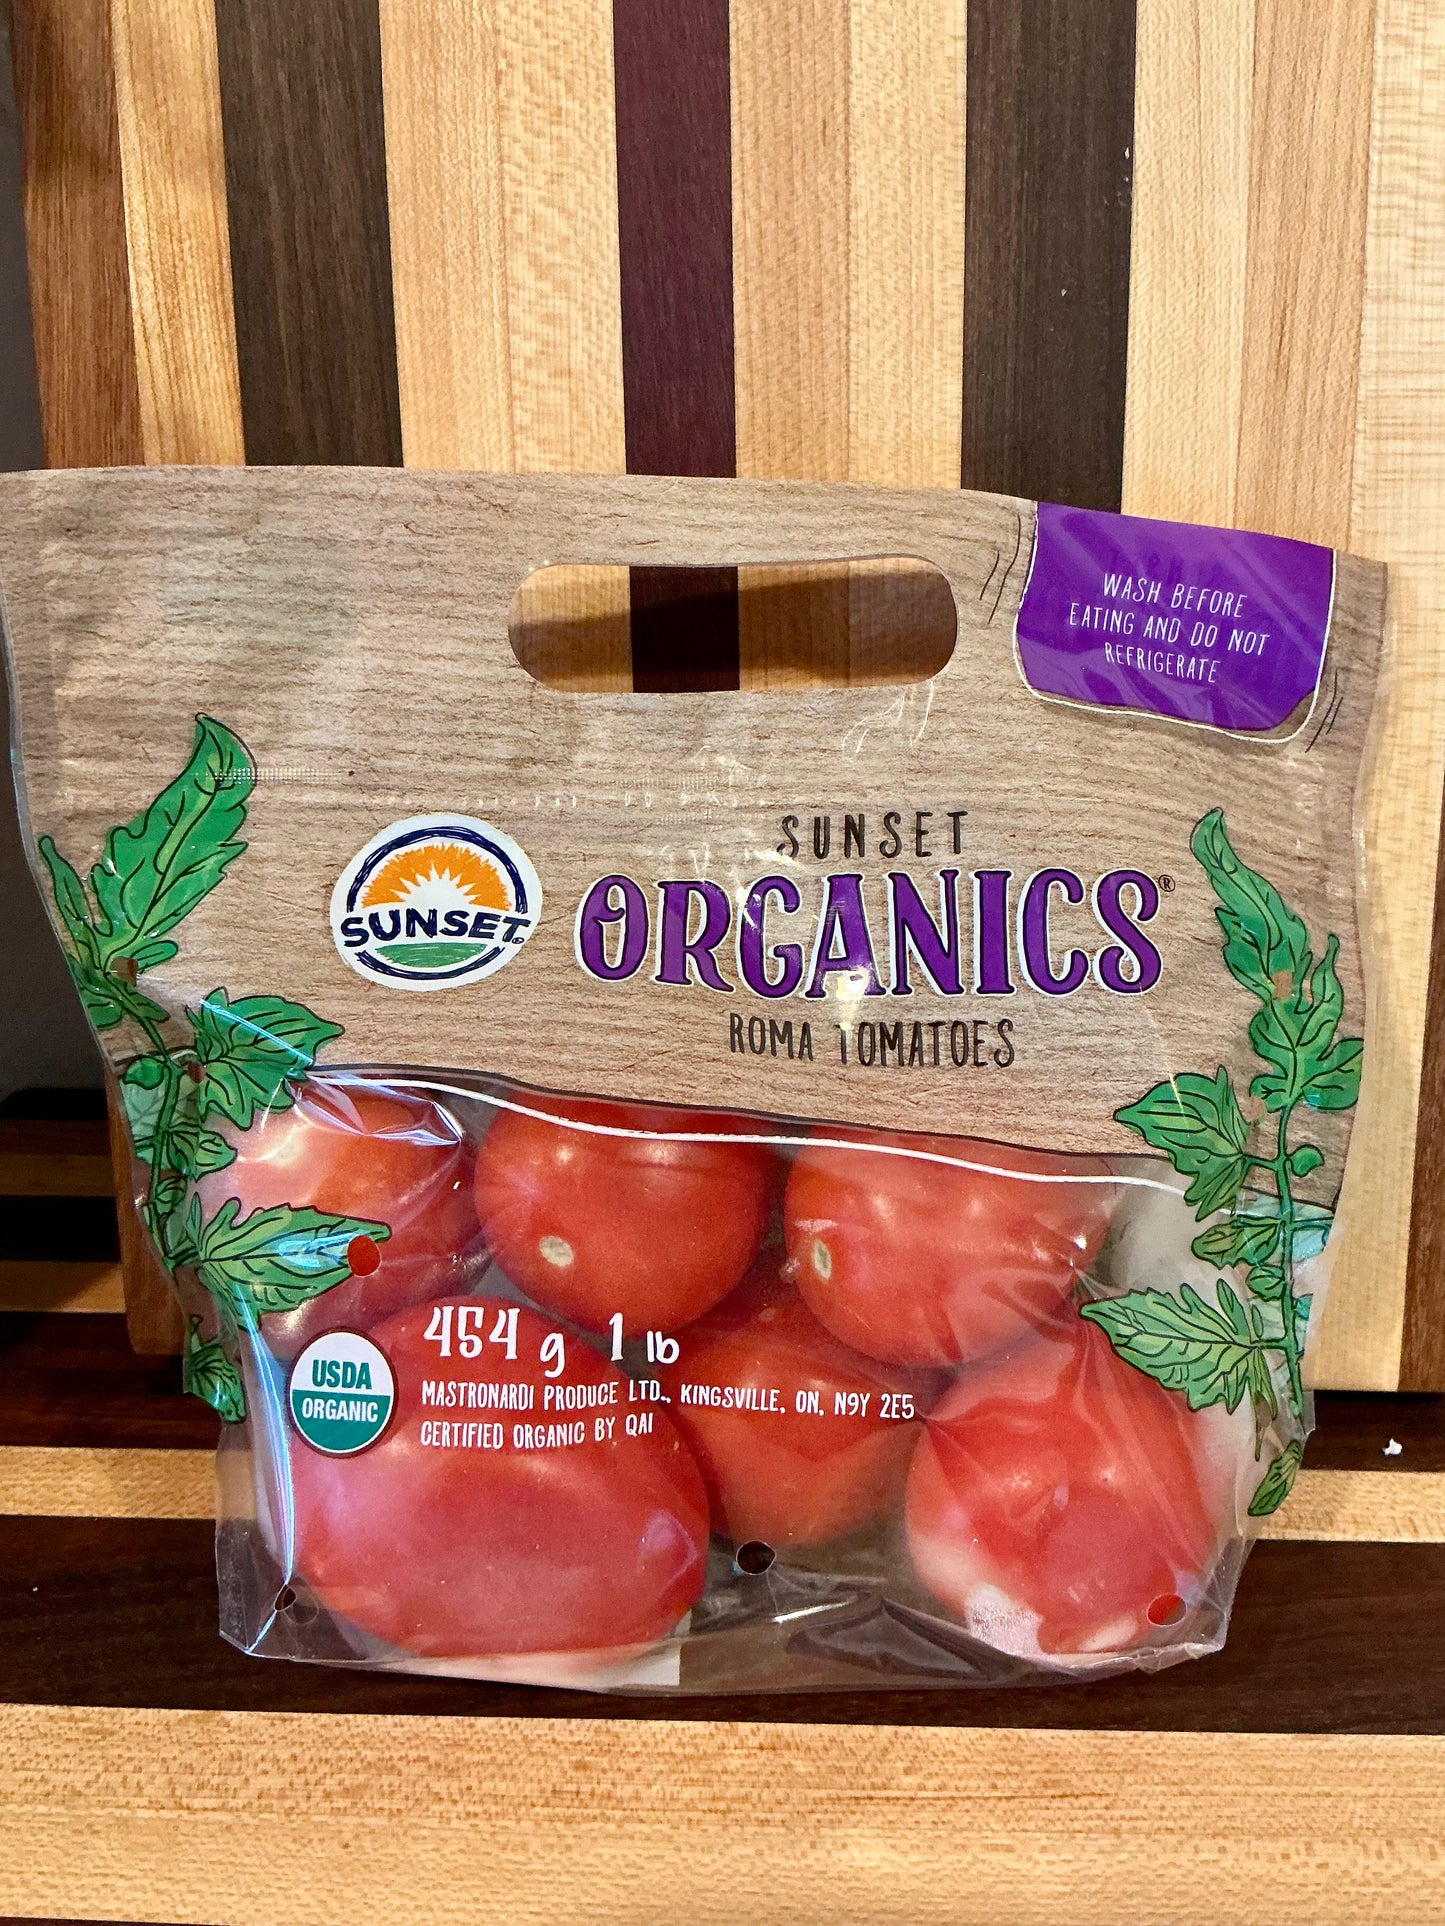 WASH BEFORE
EATING AND DO NOT
REFRIGERATE
SUNSET
SUNSET
ORGANICS®
ROMA TOMATOES
454 g 1 lb
USDA
ORGANIC
MASTRONARDI PRODUCE LTD., KINGSVILLE, ON, N9Y 2E5
CERTIFIED ORGANIC BY QAI